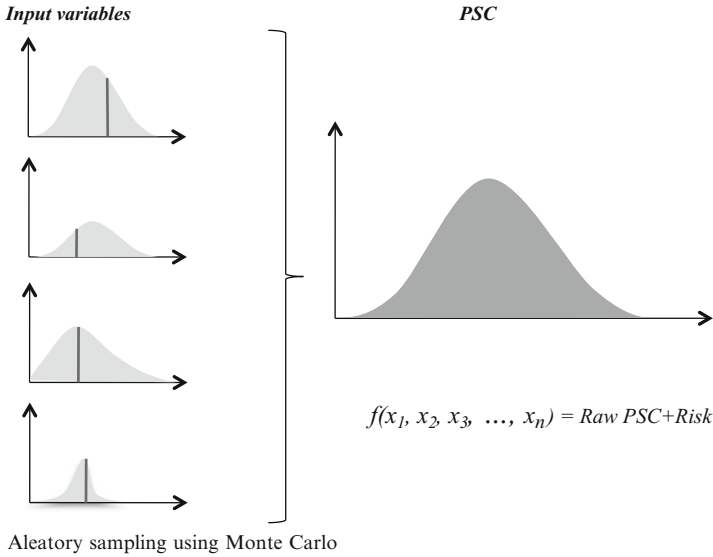 Input variables
PSC
f(x₁, x₂, x₃, ..., xₙ) = Raw PSC+Risk
Aleatory sampling using Monte Carlo